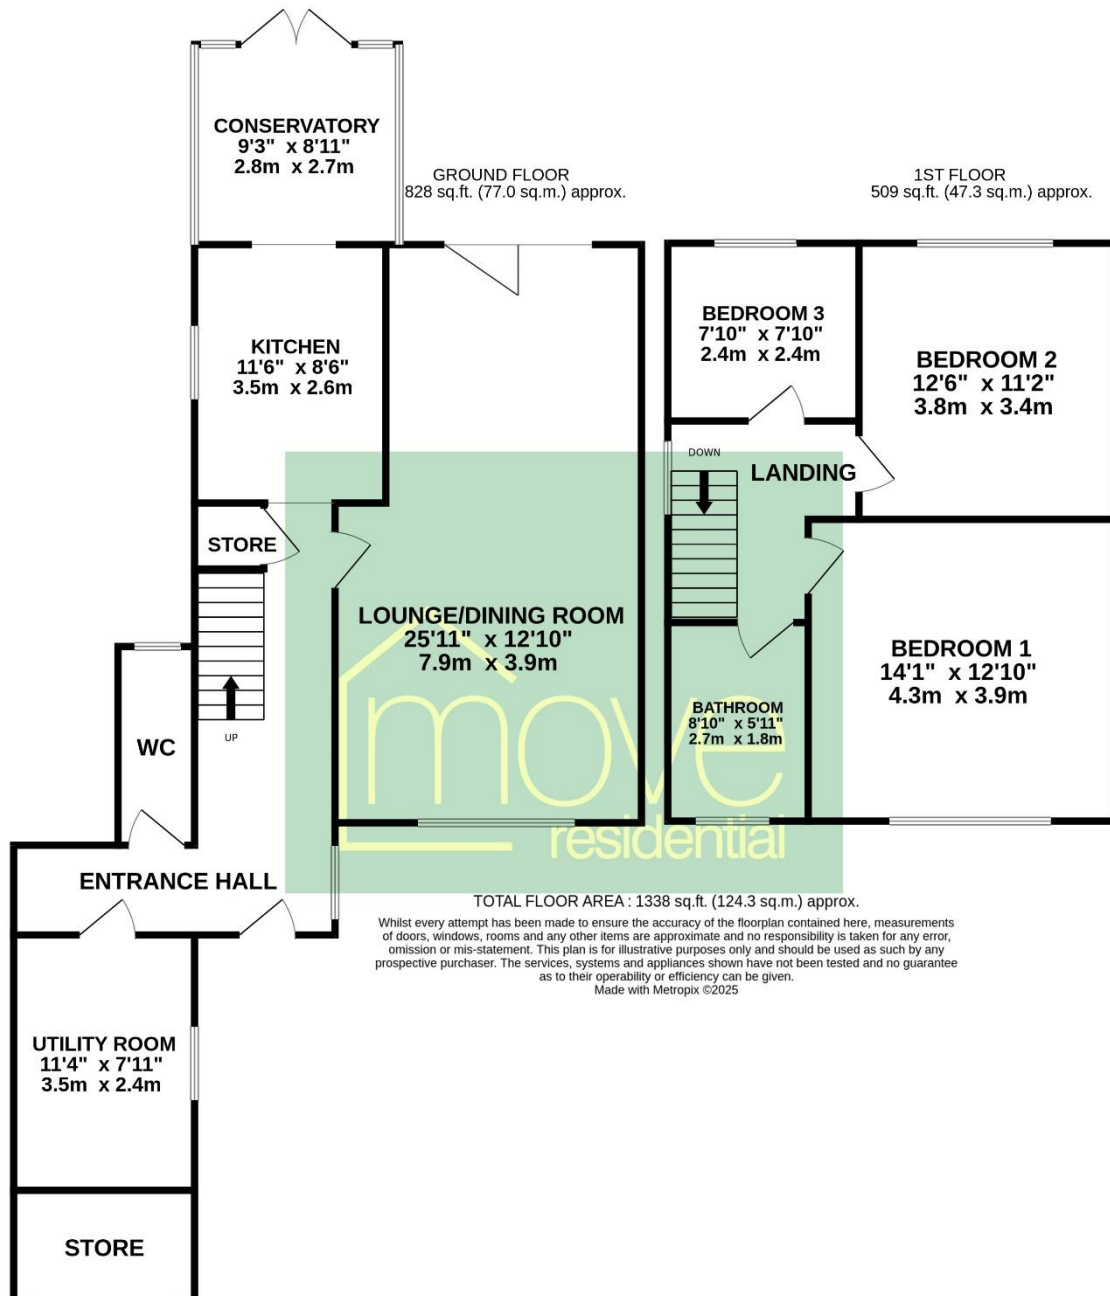 CONSERVATORY
9'3" x 8'11"
2.8m x 2.7m
GROUND FLOOR
828 sq.ft. (77.0 sq.m.) approx.
1ST FLOOR
509 sq.ft. (47.3 sq.m.) approx.
KITCHEN
11'6" x 8'6"
3.5m x 2.6m
BEDROOM 3
7'10" x 7'10"
2.4m x 2.4m
BEDROOM 2
12'6" x 11'2"
3.8m x 3.4m
DOWN
LANDING
STORE
LOUNGE/DINING ROOM
25'11" x 12'10"
7.9m x 3.9m
BEDROOM 1
14'1" x 12'10"
4.3m x 3.9m
BATHROOM
8'10" x 5'11"
2.7m x 1.8m
UP
WC
move
residential
ENTRANCE HALL
TOTAL FLOOR AREA : 1338 sq.ft. (124.3 sq.m.) approx.
Whilst every attempt has been made to ensure the accuracy of the floorplan contained here, measurements
of doors, windows, rooms and any other items are approximate and no responsibility is taken for any error,
omission or mis-statement. This plan is for illustrative purposes only and should be used as such by any
prospective purchaser. The services, systems and appliances shown have not been tested and no guarantee
as to their operability or efficiency can be given.
Made with Metropix ©2025
UTILITY ROOM
11'4" x 7'11"
3.5m x 2.4m
STORE